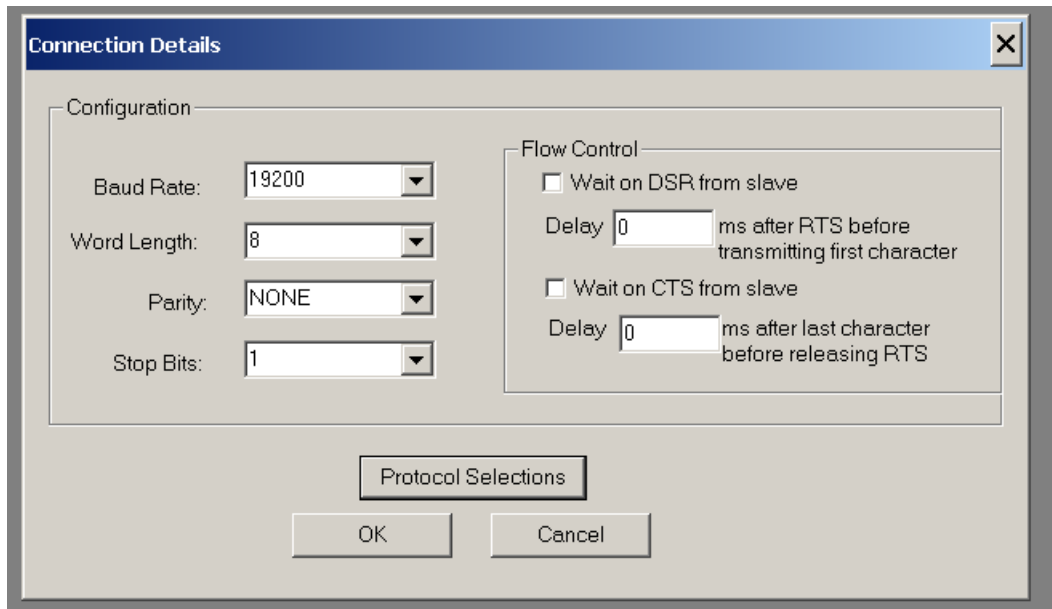 Connection Details
Configuration
Baud Rate: 19200
Word Length: 8
Parity: NONE
Stop Bits: 1
Flow Control
Wait on DSR from slave
Delay 0 ms after RTS before
transmitting first character
Wait on CTS from slave
Delay 0 ms after last character
before releasing RTS
Protocol Selections
OK Cancel